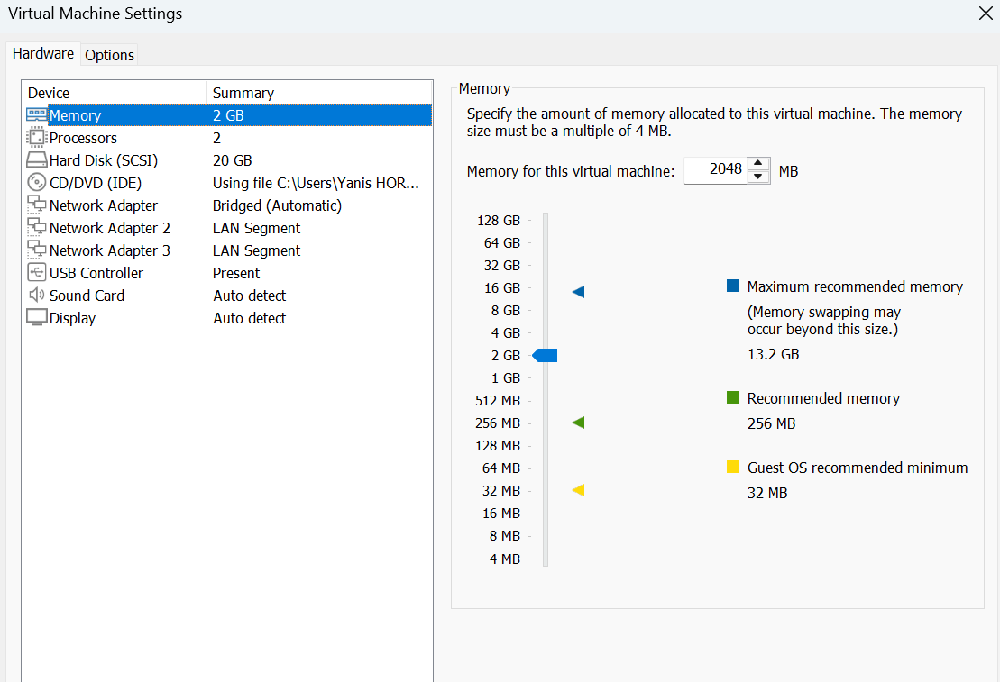 Virtual Machine Settings
Hardware Options
Device Summary
Memory 2 GB
Processors 2
Hard Disk (SCSI) 20 GB
CD/DVD (IDE) Using file C:\Users\Yanis HOR...
Network Adapter Bridged (Automatic)
Network Adapter 2 LAN Segment
Network Adapter 3 LAN Segment
USB Controller Present
Sound Card Auto detect
Display Auto detect
Memory
Specify the amount of memory allocated to this virtual machine. The memory
size must be a multiple of 4 MB.
Memory for this virtual machine: 2048 MB
128 GB
64 GB
32 GB
16 GB
8 GB
4 GB
2 GB
1 GB
512 MB
256 MB
128 MB
64 MB
32 MB
16 MB
8 MB
4 MB
Maximum recommended memory
(Memory swapping may
occur beyond this size.)
13.2 GB
Recommended memory
256 MB
Guest OS recommended minimum
32 MB